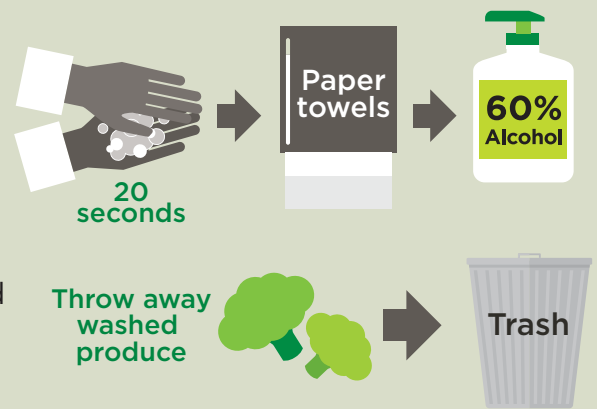 20
seconds
Paper
towels
60%
Alcohol
Throw away
washed
produce
Trash